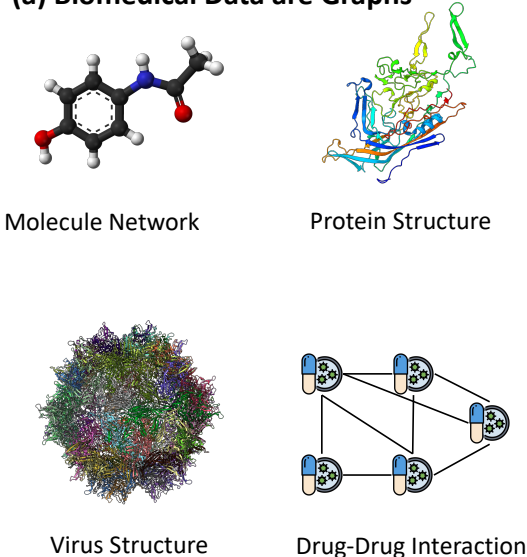 (a) Biomedical Data are Graphs
Molecule Network
Protein Structure
Virus Structure
Drug-Drug Interaction